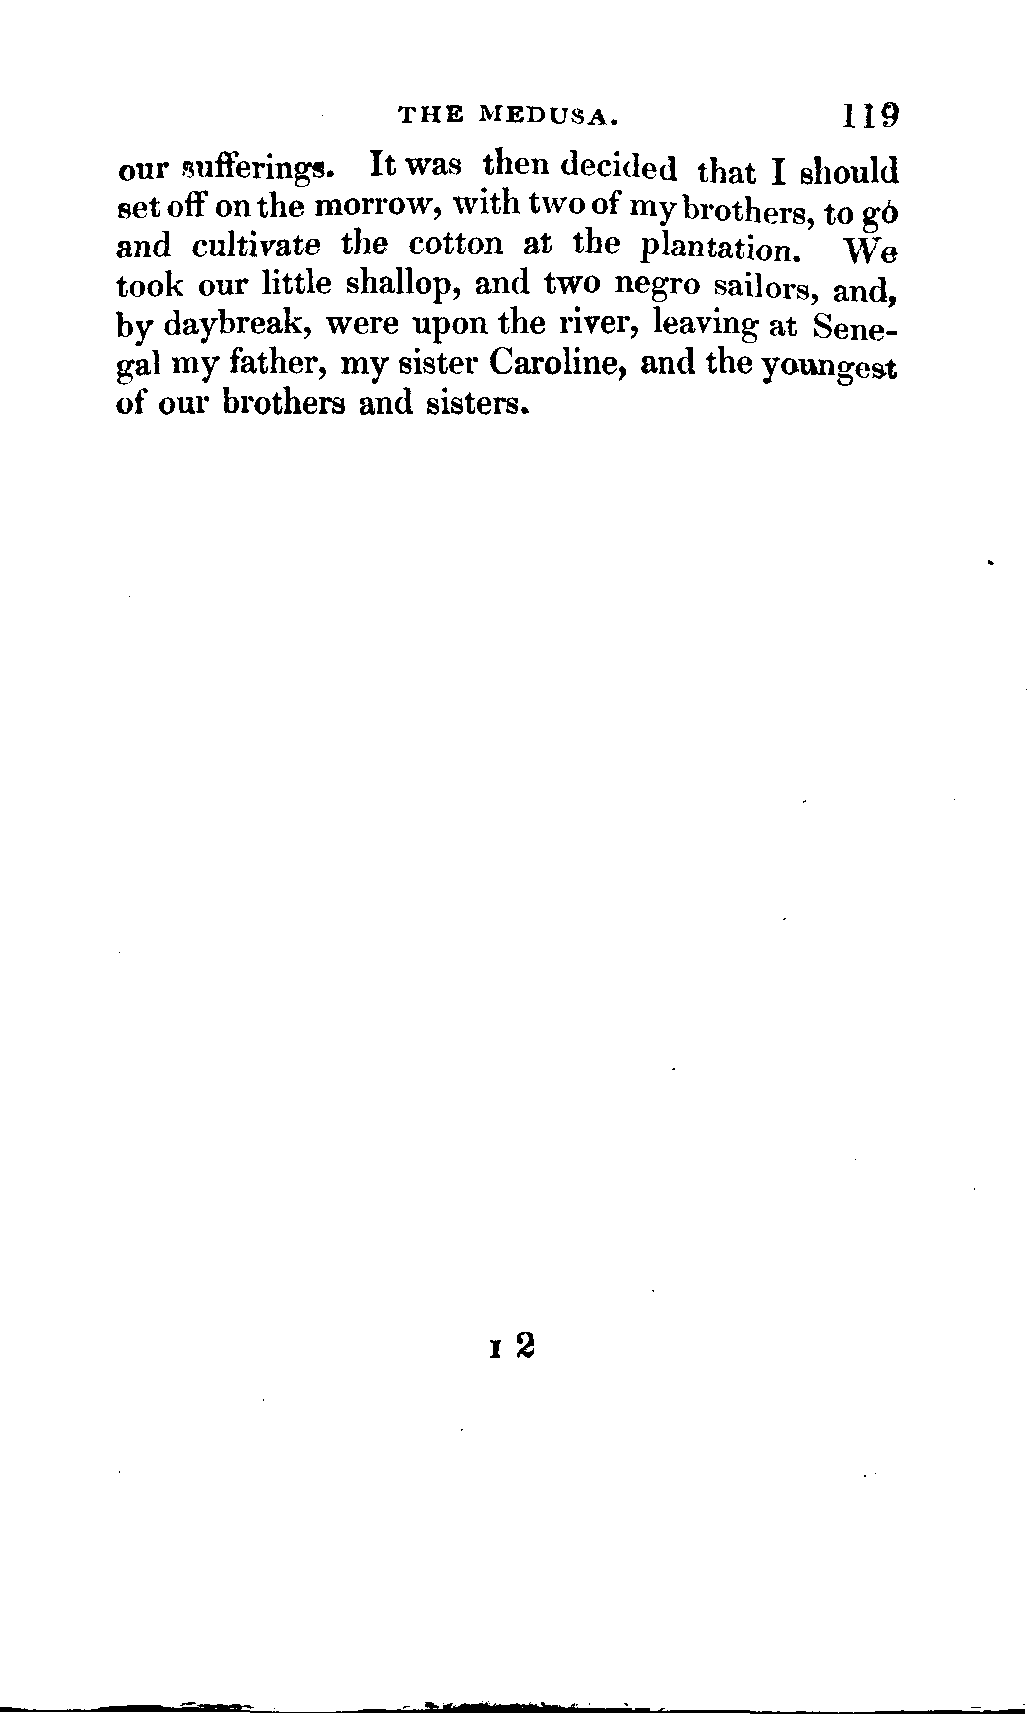 THE MEDUSA. 119
our sufferings. It was then decided that I should
set off on the morrow, with two of my brothers, to go
and cultivate the cotton at the plantation. We
took our little shallop, and two negro sailors, and,
by daybreak, were upon the river, leaving at Sene-
gal my father, my sister Caroline, and the youngest
of our brothers and sisters.
I 2